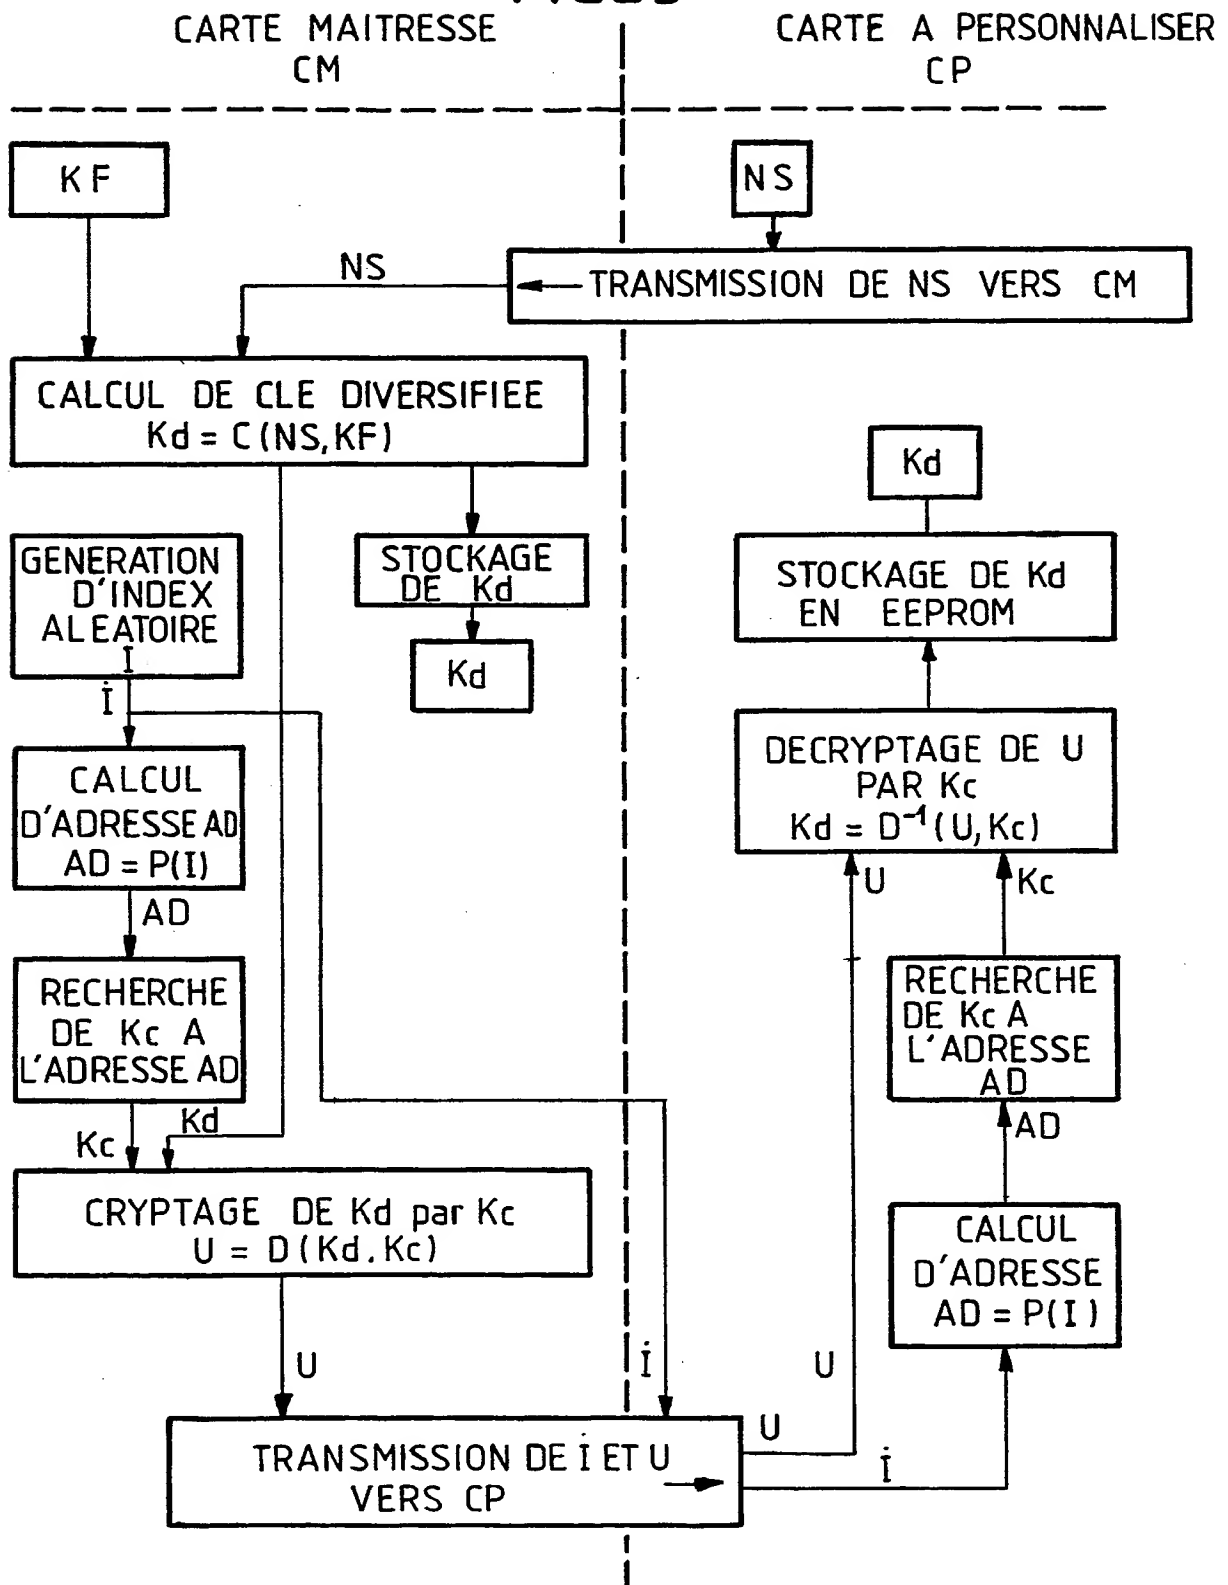 CARTE MAITRESSE
CM
CARTE A PERSONNALISER
CP
KF
NS
NS
TRANSMISSION DE NS VERS CM
CALCUL DE CLE DIVERSIFIEE
Kd = C(NS,KF)
Kd
GENERATION
D'INDEX
ALEATOIRE
I
STOCKAGE
DE Kd
STOCKAGE DE Kd
EN EEPROM
Kd
İ
CALCUL
D'ADRESSE AD
AD = P(I)
DECRYPTAGE DE U
PAR Kc
Kd = D⁻¹(U,Kc)
U
Kc
AD
RECHERCHE
DE Kc A
L'ADRESSE AD
RECHERCHE
DE Kc A
L'ADRESSE
AD
AD
Kc
Kd
CRYPTAGE DE Kd par Kc
U = D(Kd.Kc)
CALCUL
D'ADRESSE
AD = P(I)
U
İ
U
U
İ
TRANSMISSION DE İ ET U
VERS CP